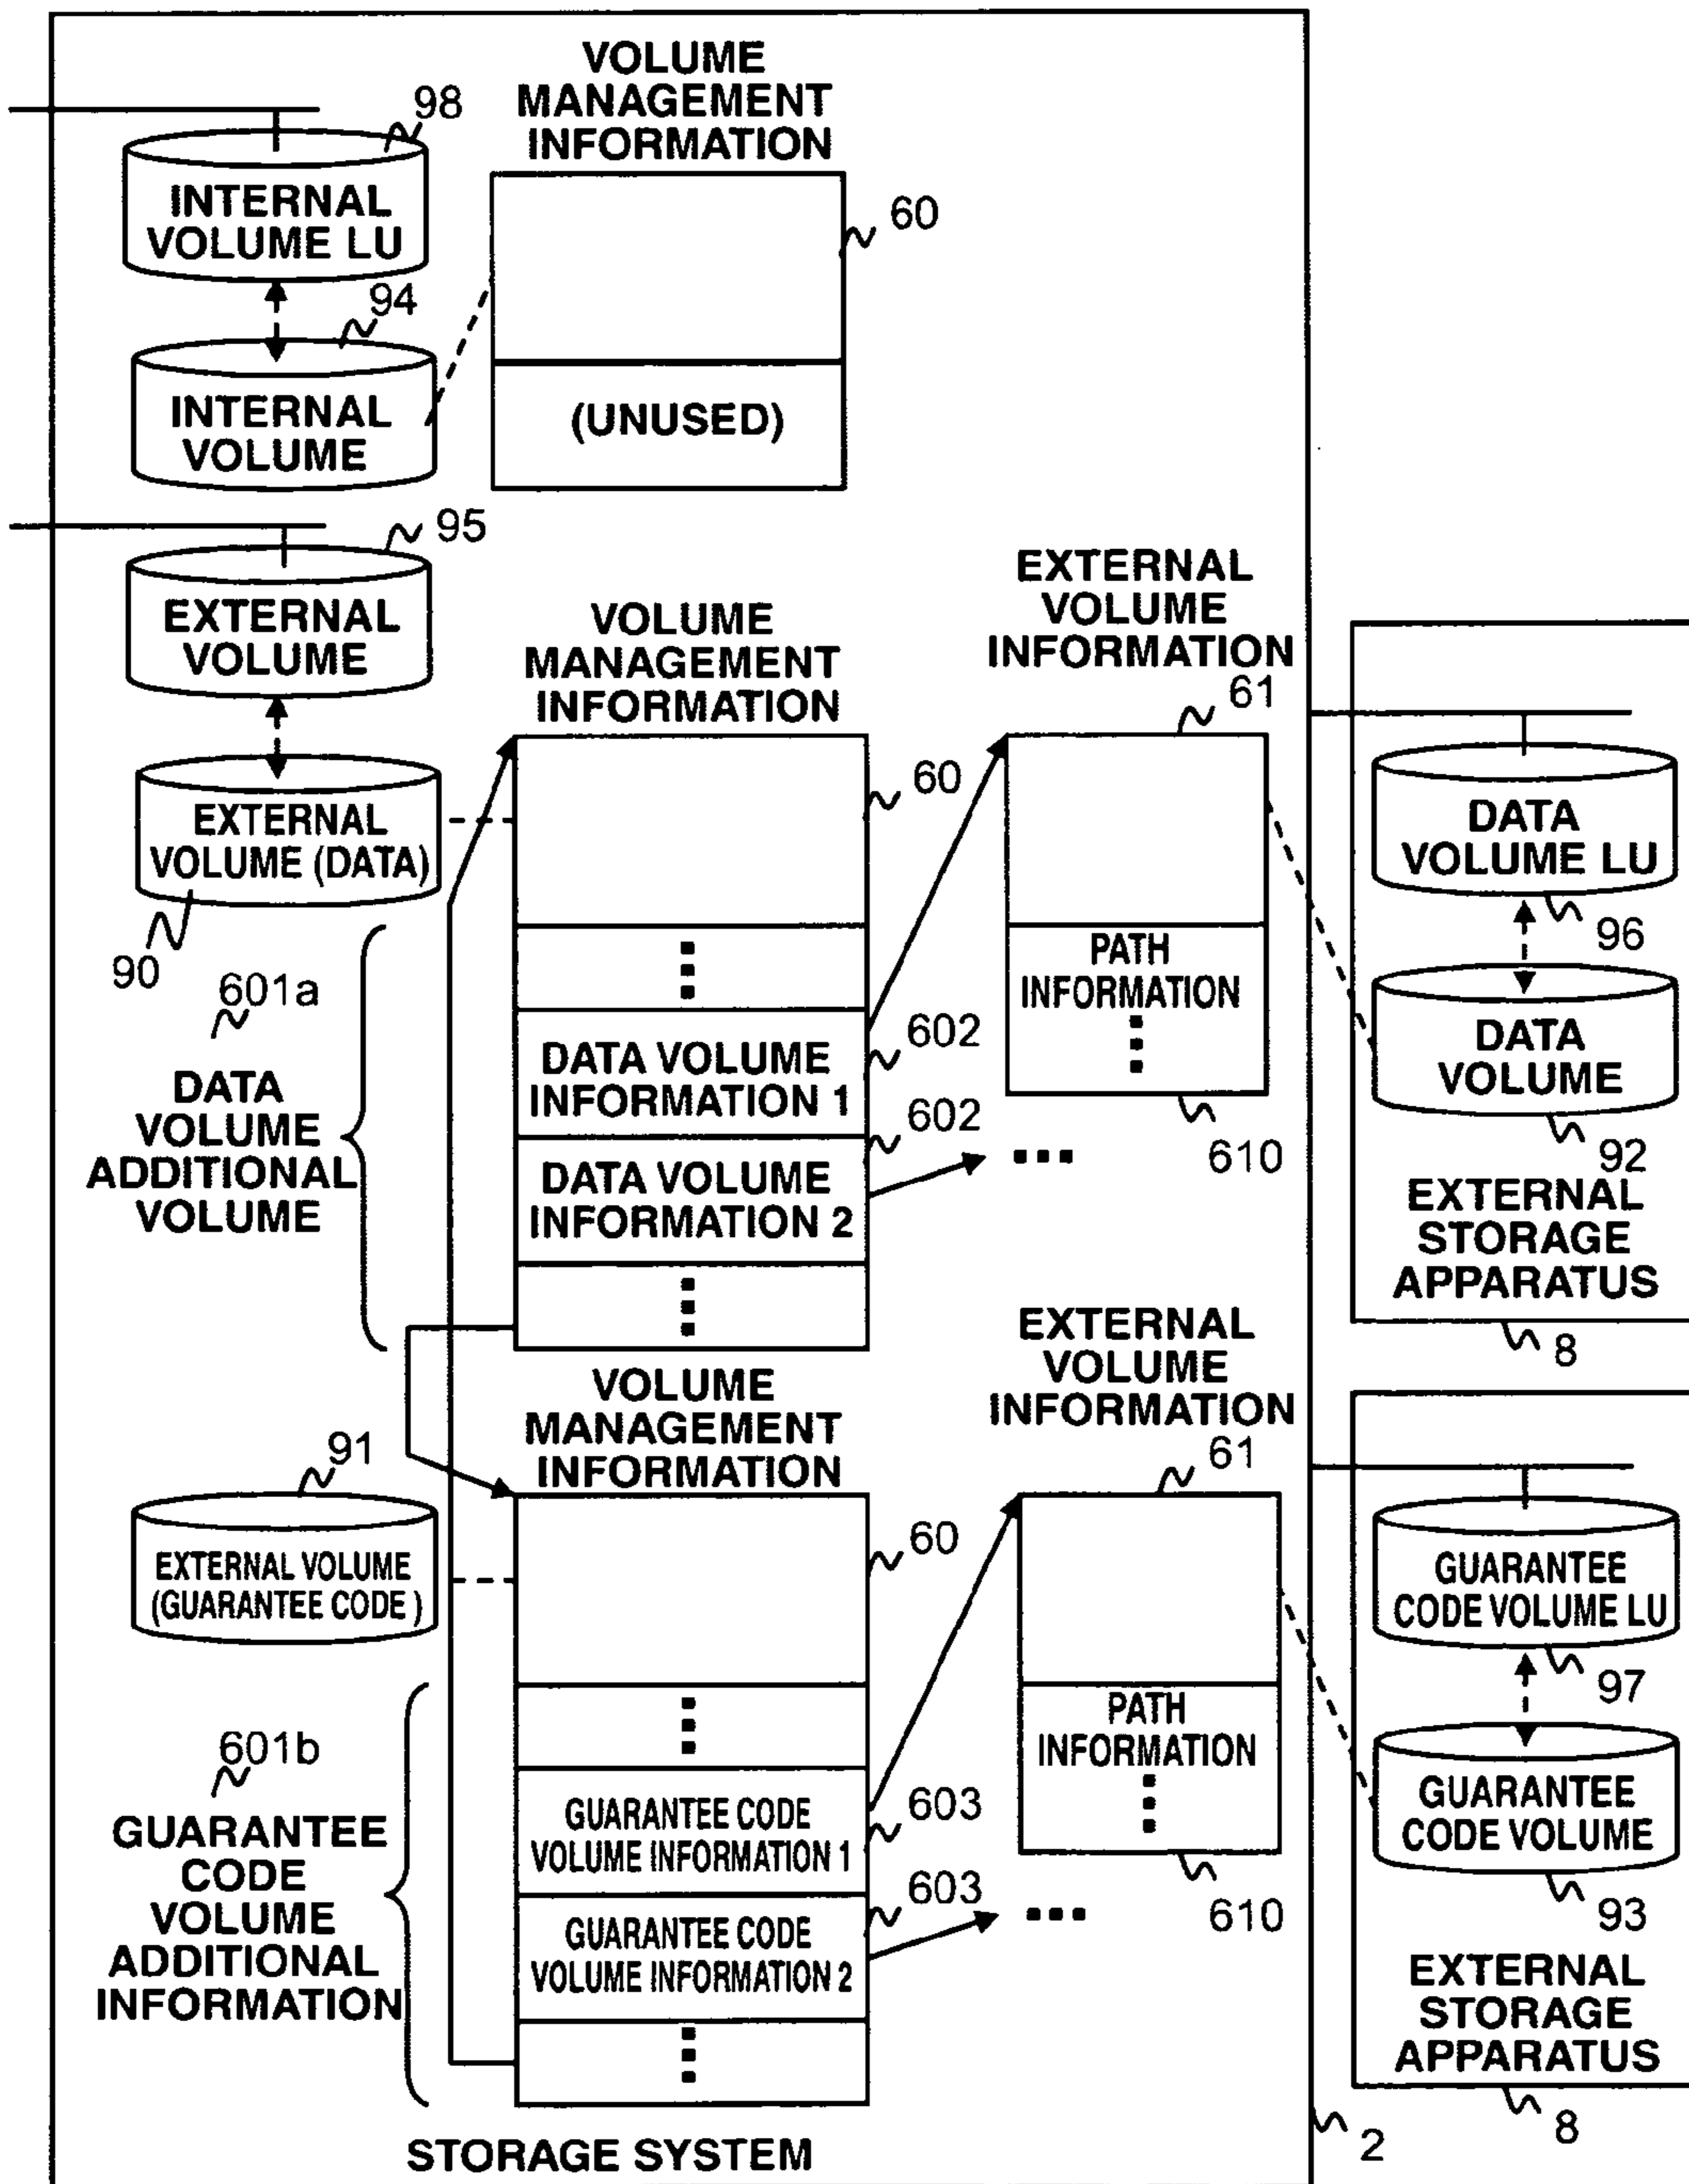 VOLUME
MANAGEMENT
INFORMATION
98
INTERNAL
VOLUME LU
60
94
INTERNAL
VOLUME
(UNUSED)
95
EXTERNAL
VOLUME
VOLUME
MANAGEMENT
INFORMATION
EXTERNAL
VOLUME
INFORMATION
61
60
EXTERNAL
VOLUME (DATA)
90
DATA
VOLUME LU
96
601a
DATA
VOLUME
ADDITIONAL
VOLUME
⋮
DATA VOLUME
INFORMATION 1
602
DATA VOLUME
INFORMATION 2
602
⋮
PATH
INFORMATION
⋮
610
...
DATA
VOLUME
92
EXTERNAL
STORAGE
APPARATUS
8
VOLUME
MANAGEMENT
INFORMATION
EXTERNAL
VOLUME
INFORMATION
61
91
EXTERNAL VOLUME
(GUARANTEE CODE)
60
GUARANTEE
CODE VOLUME LU
97
601b
GUARANTEE
CODE
VOLUME
ADDITIONAL
INFORMATION
⋮
GUARANTEE CODE
VOLUME INFORMATION 1
603
GUARANTEE CODE
VOLUME INFORMATION 2
603
⋮
PATH
INFORMATION
⋮
610
...
GUARANTEE
CODE VOLUME
93
EXTERNAL
STORAGE
APPARATUS
8
STORAGE SYSTEM
2